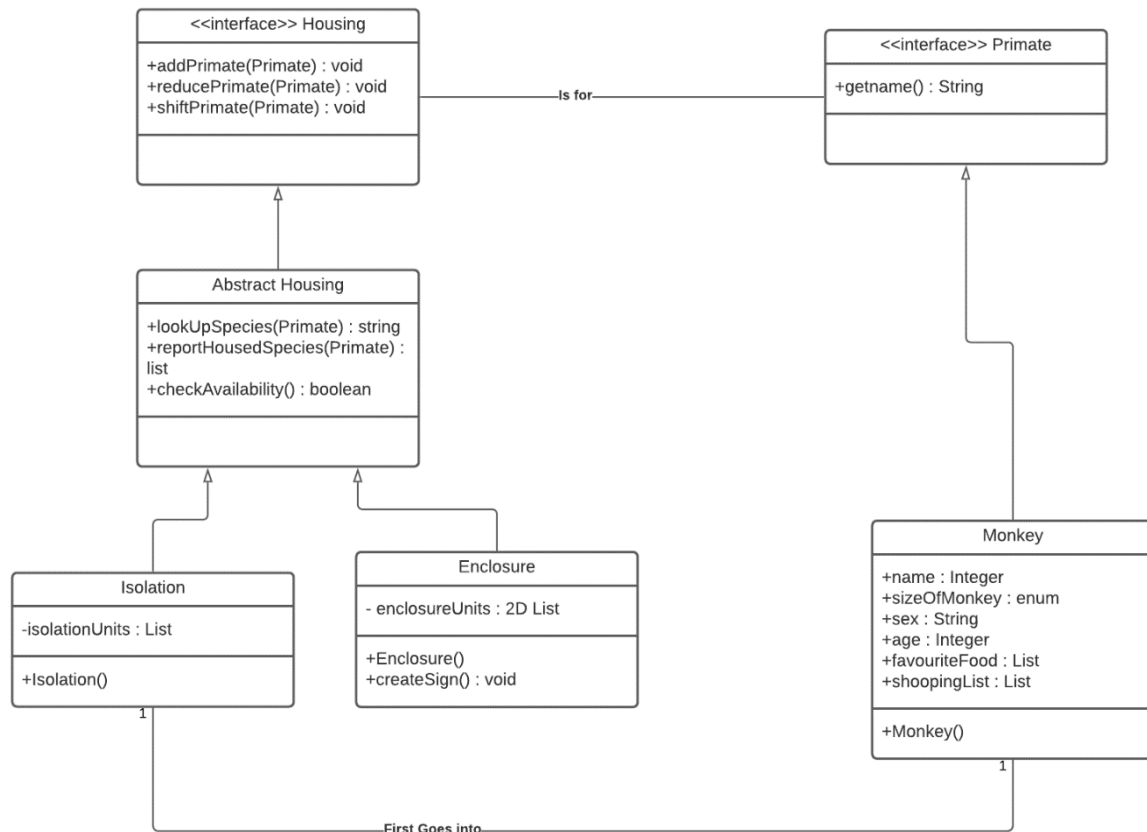 <<interface>> Housing
+addPrimate(Primate) : void
+reducePrimate(Primate) : void
+shiftPrimate(Primate) : void
<<interface>> Primate
+getname() : String
Is for
Abstract Housing
+lookUpSpecies(Primate) : string
+reportHousedSpecies(Primate) :
list
+checkAvailability() : boolean
Isolation
-isolationUnits : List
+Isolation()
1
Enclosure
- enclosureUnits : 2D List
+Enclosure()
+createSign() : void
Monkey
+name : Integer
+sizeOfMonkey : enum
+sex : String
+age : Integer
+favouriteFood : List
+shoopingList : List
+Monkey()
1
First Goes into